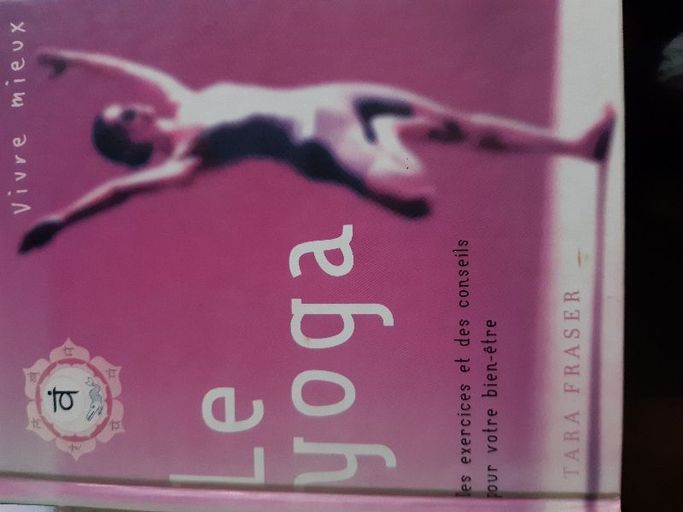 Vivre mieux
वं
Le
yoga
des exercices et des conseils
pour votre bien-être
TARA FRASER